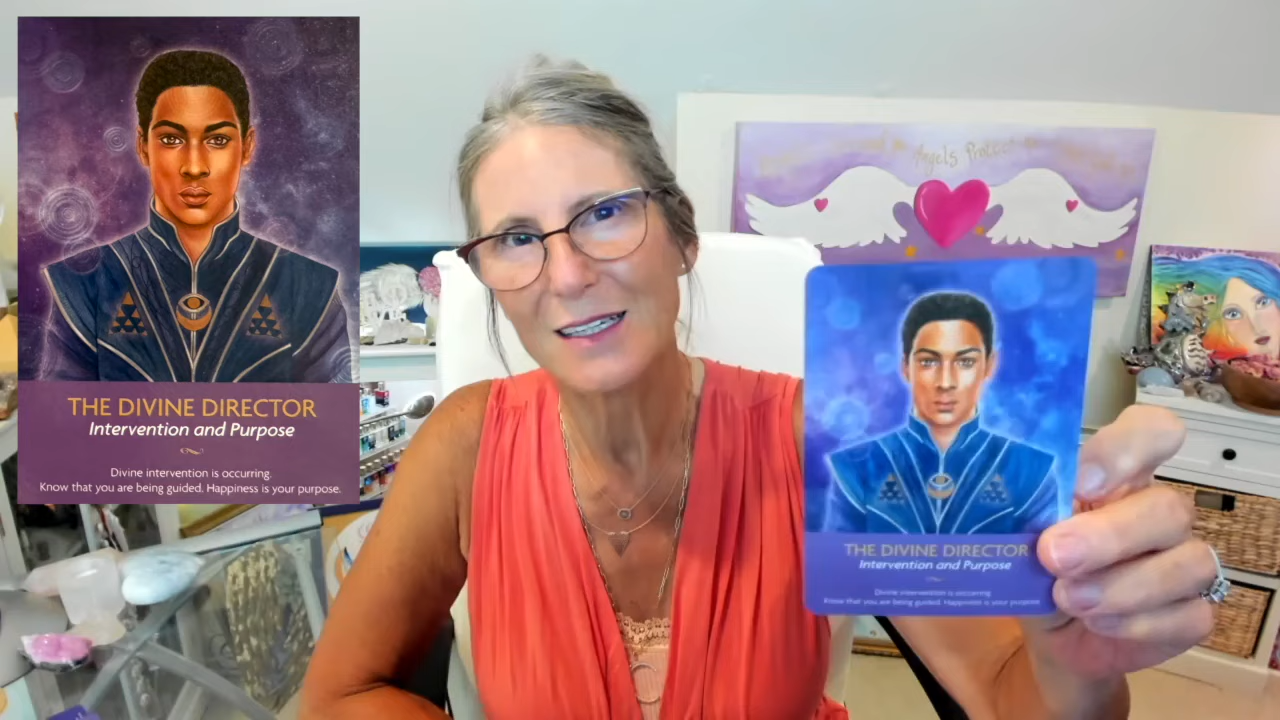 THE DIVINE DIRECTOR
Intervention and Purpose
Divine intervention is occurring.
Know that you are being guided. Happiness is your purpose.
Angels Protect
THE DIVINE DIRECTOR
Intervention and Purpose
Divine intervention is occurring.
Know that you are being guided. Happiness is your purpose.